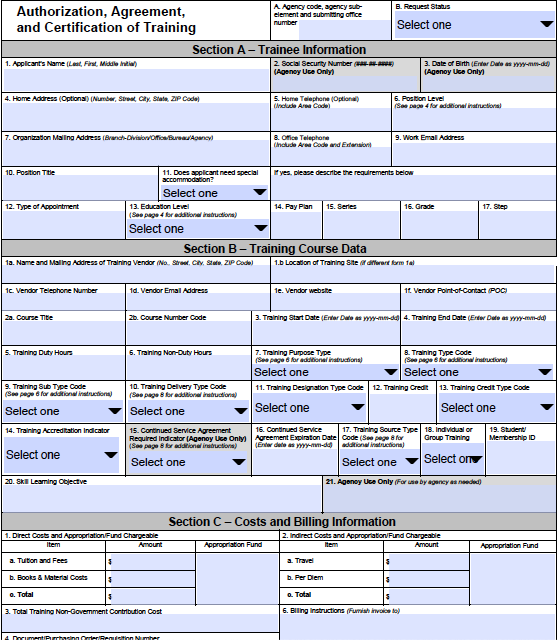 Authorization, Agreement,
and Certification of Training
A. Agency code, agency sub-
element and submitting office
number
B. Request Status
Select one
Section A – Trainee Information
1. Applicant's Name (Last, First, Middle Initial)
2. Social Security Number (###-##-####)
(Agency Use Only)
3. Date of Birth (Enter Date as yyyy-mm-dd)
(Agency Use Only)
4. Home Address (Optional) (Number, Street, City, State, ZIP Code)
5. Home Telephone (Optional)
(Include Area Code)
6. Position Level
(See page 4 for additional instructions)
7. Organization Mailing Address (Branch-Division/Office/Bureau/Agency)
8. Office Telephone
(Include Area Code and Extension)
9. Work Email Address
10. Position Title
11. Does applicant need special
accommodation?
Select one
If yes, please describe the requirements below
12. Type of Appointment
13. Education Level
(See page 4 for additional instructions)
Select one
14. Pay Plan
15. Series
16. Grade
17. Step
Section B – Training Course Data
1a. Name and Mailing Address of Training Vendor (No., Street, City, State, ZIP Code)
1.b Location of Training Site (if different form 1a)
1c. Vendor Telephone Number
1d. Vendor Email Address
1e. Vendor website
1f. Vendor Point-of-Contact (POC)
2a. Course Title
2b. Course Number Code
3. Training Start Date (Enter Date as yyyy-mm-dd)
4. Training End Date (Enter Date as yyyy-mm-dd)
5. Training Duty Hours
6. Training Non-Duty Hours
7. Training Purpose Type
(See page 6 for additional instructions)
Select one
8. Training Type Code
(See page 6 for additional instructions)
Select one
9. Training Sub Type Code
(See page 6 for additional instructions)
Select one
10. Training Delivery Type Code
(See page 8 for additional instructions)
Select one
11. Training Designation Type Code
Select one
12. Training Credit
13. Training Credit Type Code
Select one
14. Training Accreditation Indicator
Select one
15. Continued Service Agreement
Required Indicator (Agency Use Only)
(See page 8 for additional instructions)
Select one
16. Continued Service
Agreement Expiration Date
(Enter date as yyyy-mm-dd)
17. Training Source Type
Code (See page 8 for
additional instructions)
Select one
18. Individual or
Group Training
Select one
19. Student/
Membership ID
20. Skill Learning Objective
21. Agency Use Only (For use by agency as needed)
Section C – Costs and Billing Information
1. Direct Costs and Appropriation/Fund Chargeable
Item Amount Appropriation Fund
a. Tuition and Fees $
b. Books & Material Costs $
c. Total $
2. Indirect Costs and Appropriation/Fund Chargeable
Item Amount Appropriation Fund
a. Travel $
b. Per Diem $
c. Total $
3. Total Training Non-Government Contribution Cost
6. Billing Instructions (Furnish invoice to)
4. Document/Purchasing Order/Requisition Number